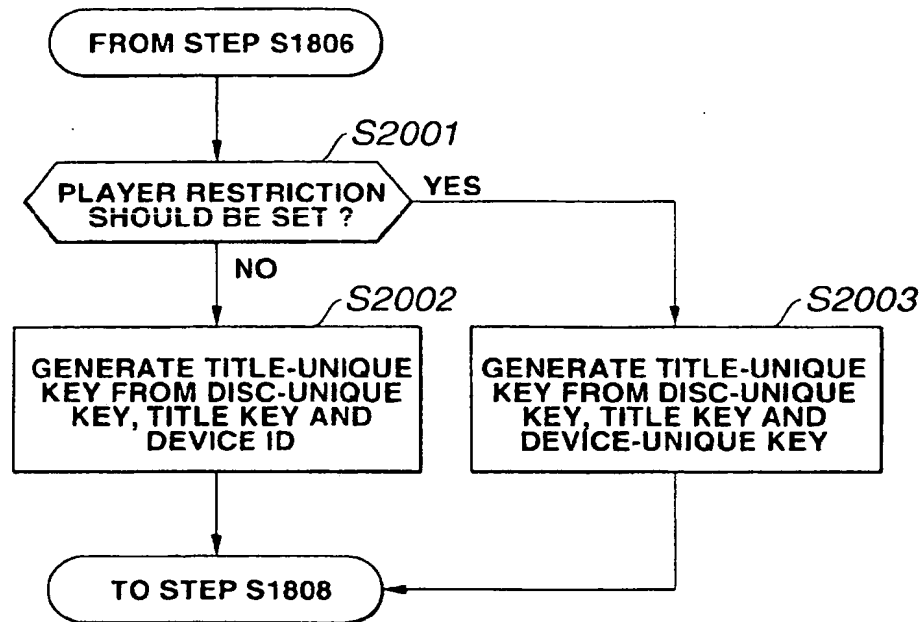 FROM STEP S1806
S2001
PLAYER RESTRICTION
SHOULD BE SET ?
YES
NO
S2002
GENERATE TITLE-UNIQUE
KEY FROM DISC-UNIQUE
KEY, TITLE KEY AND
DEVICE ID
S2003
GENERATE TITLE-UNIQUE
KEY FROM DISC-UNIQUE
KEY, TITLE KEY AND
DEVICE-UNIQUE KEY
TO STEP S1808